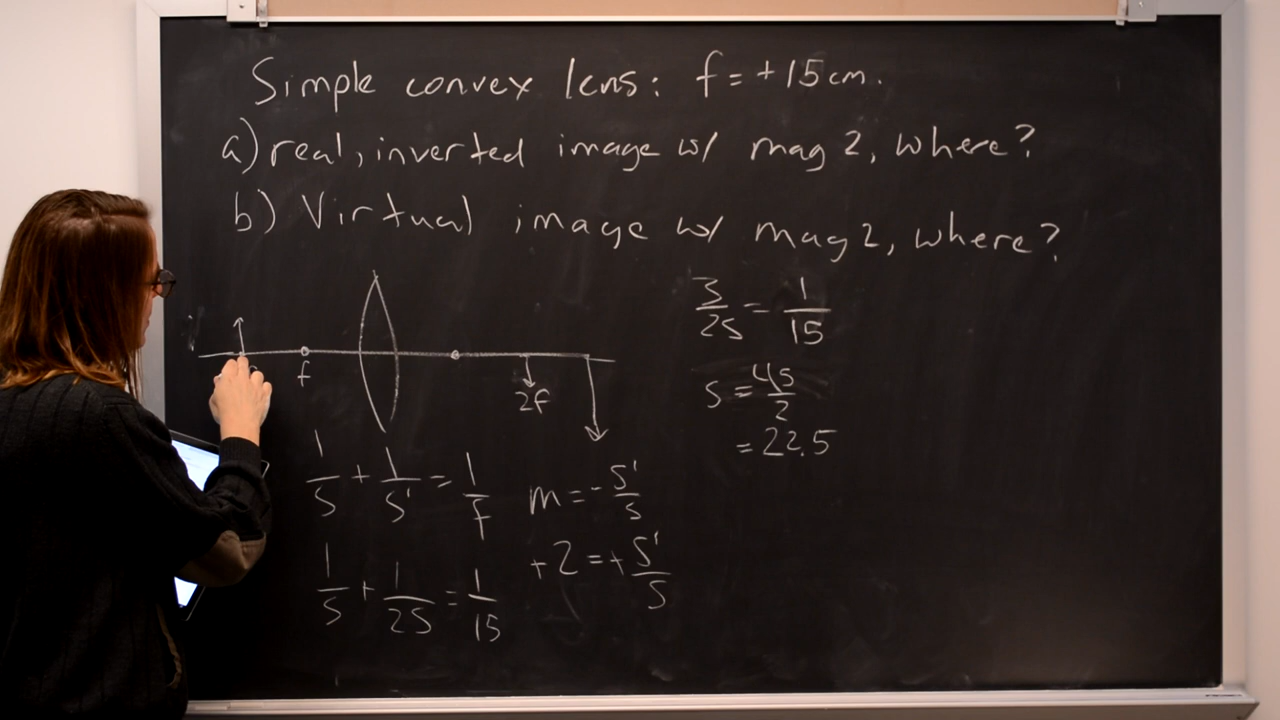 Simple convex lens: f = +15cm.
a) real, inverted image w/ mag 2, where?
b) Virtual image w/ mag 2, where?
f
2f
1/s + 1/s' = 1/f
1/s + 1/2s = 1/15
m = - s'/s
+2 = + s'/s
3/2s = 1/15
s = 45/2
= 22.5